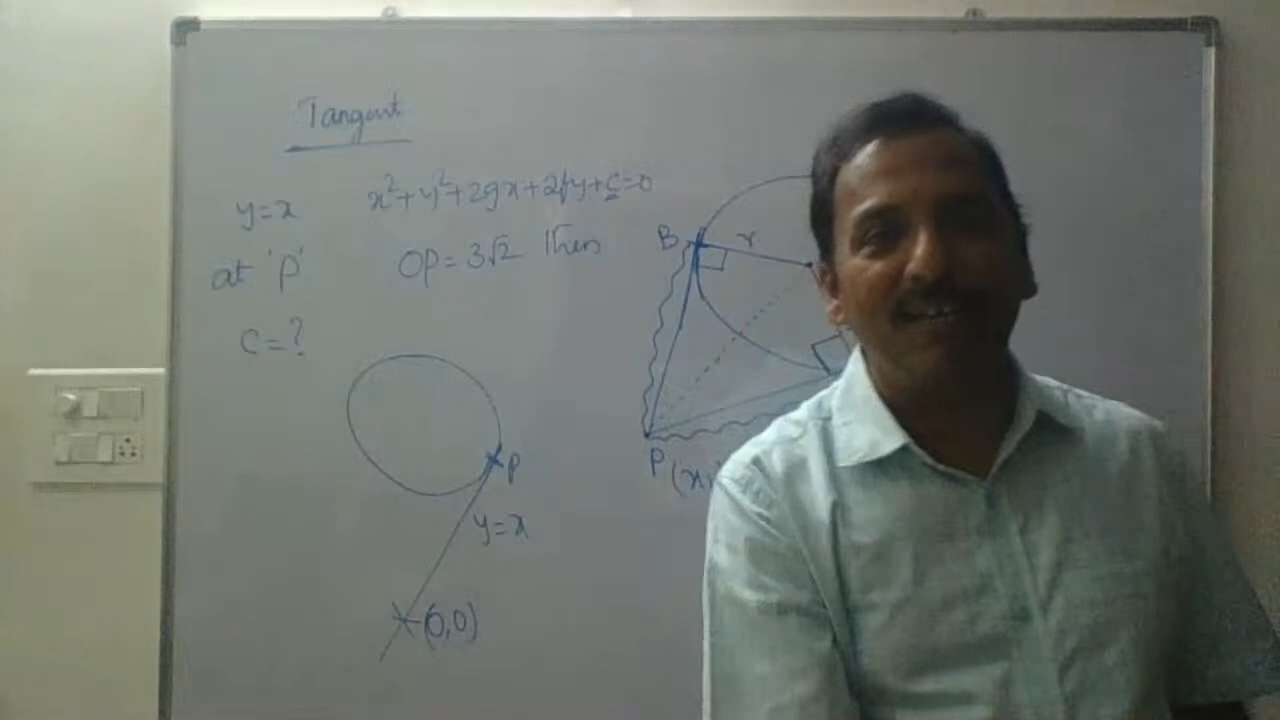 Tangent
y=x x²+y²+2gx+2fy+c=0
at 'P' OP=3√2 then
c=?
B r
P
P
y=x
(0,0)